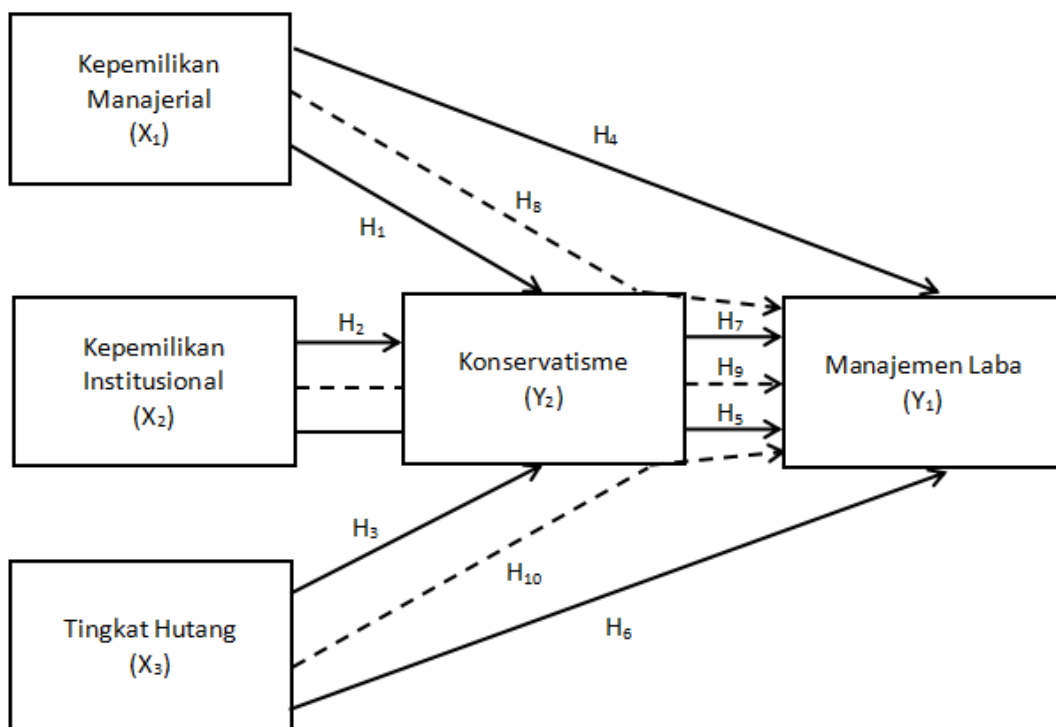 Kepemilikan
Manajerial
(X₁)
H₄
H₈
H₁
Kepemilikan
Institusional
(X₂)
H₂
Konservatisme
(Y₂)
H₇
H₉
H₅
Manajemen Laba
(Y₁)
H₃
H₁₀
H₆
Tingkat Hutang
(X₃)